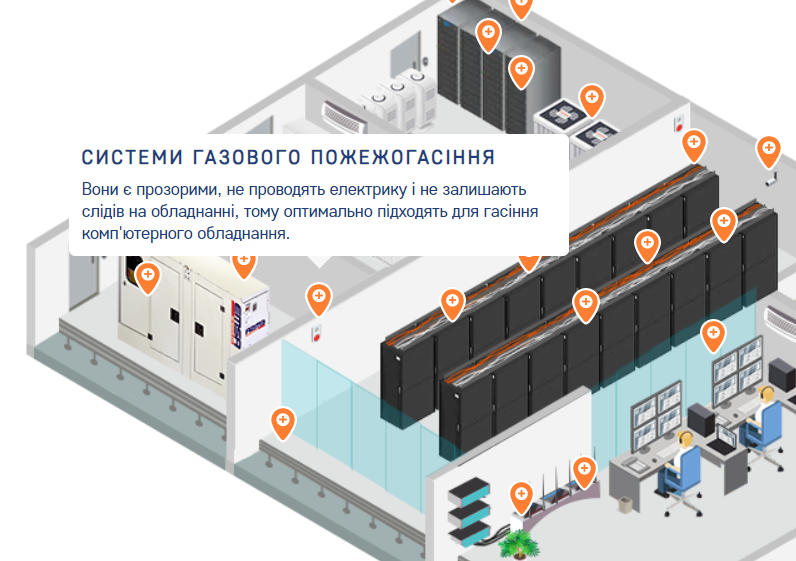 СИСТЕМИ ГАЗОВОГО ПОЖЕЖОГАСІННЯ
Вони є прозорими, не проводять електрику і не залишають
слідів на обладнанні, тому оптимально підходять для гасіння
комп'ютерного обладнання.